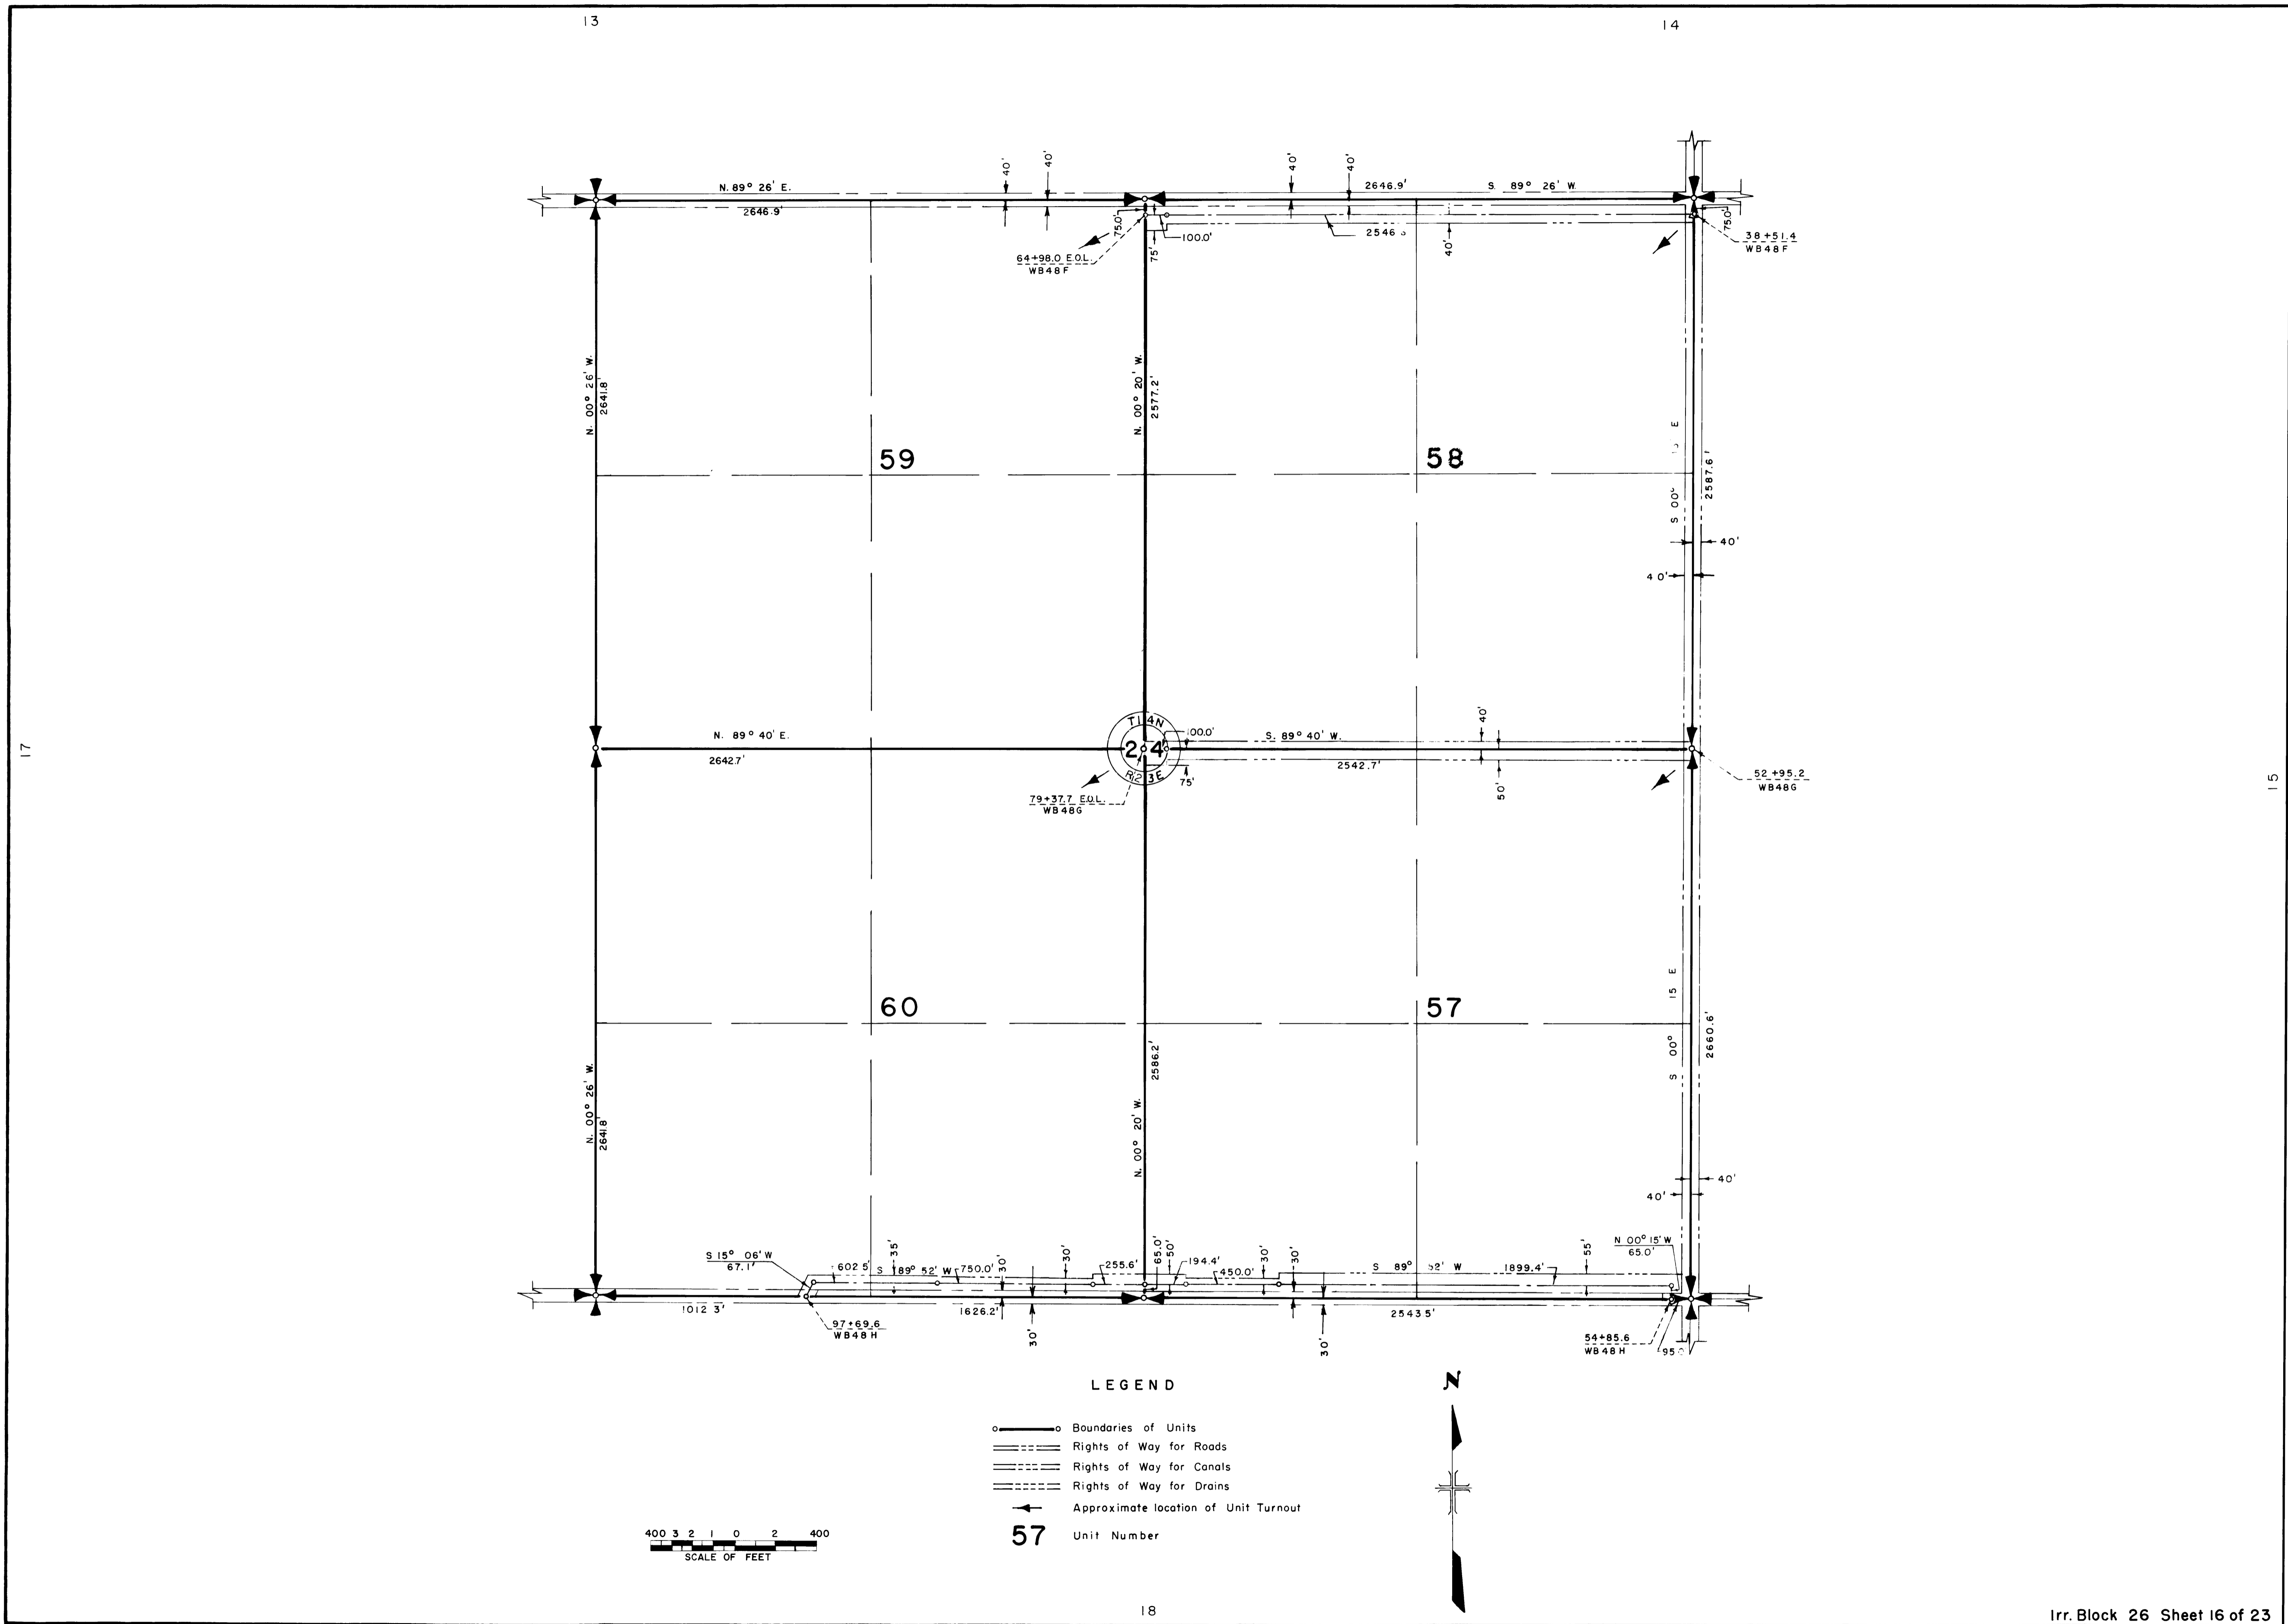 13
14
40'
40'
40'
40'
N. 89° 26' E.
2646.9'
2646.9'
S. 89° 26' W.
75.0'
75'
100.0'
40'
75.0'
64+98.0 E.O.L.
WB48F
38+51.4
WB48F
N. 00° 26' W.
2641.8'
N. 00° 20' W.
2577.2'
2587.6'
59
58
40'
40'
T14N
24
R23E
N. 89° 40' E.
2642.7'
100.0'
S. 89° 40' W.
40'
2542.7'
75'
50'
79+37.7 E.O.L.
WB48G
52+95.2
WB48G
17
15
60
57
N. 00° 26' W.
2641.8'
2586.2'
N. 00° 20' W.
S 00° 15 E
2660.6'
40'
40'
S 15° 06' W
67.1'
602.5'
35'
S 89° 52' W
750.0'
30'
30'
255.6'
65.0'
50'
194.4'
450.0'
30'
30'
S 89° 52' W
1899.4'
55'
N 00° 15' W
65.0'
1012.3'
97+69.6
WB48H
1626.2'
30'
30'
2543.5'
54+85.6
WB48H
LEGEND
Boundaries of Units
Rights of Way for Roads
Rights of Way for Canals
Rights of Way for Drains
Approximate location of Unit Turnout
57 Unit Number
N
400 3 2 1 0 2 400
SCALE OF FEET
18
Irr. Block 26 Sheet 16 of 23